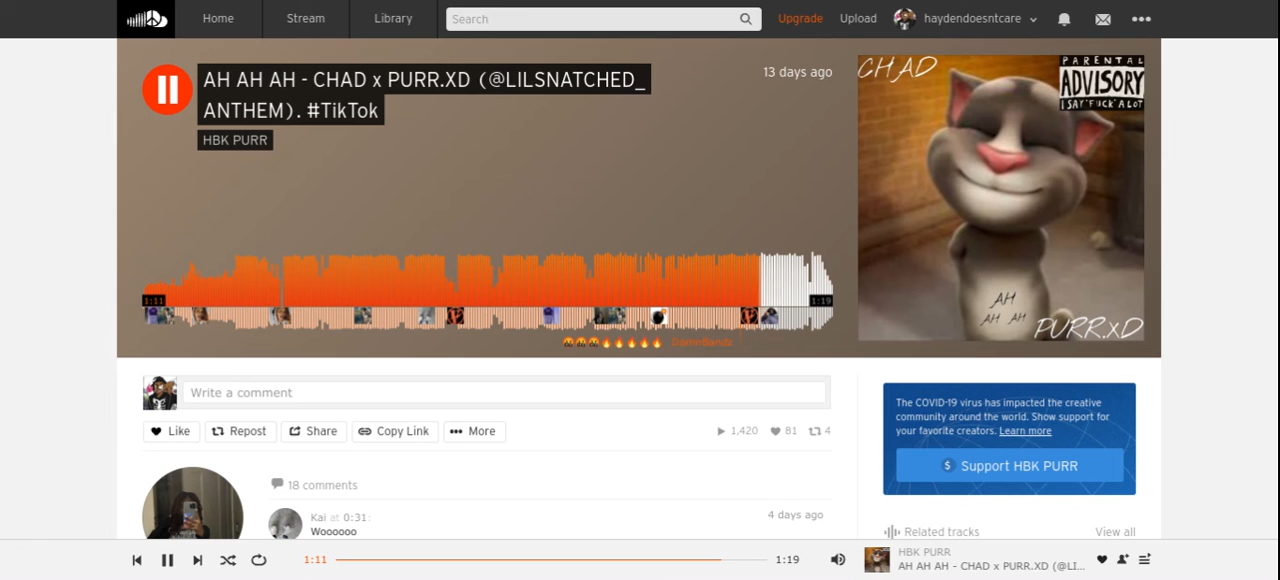 Home
Stream
Library
Search
Upgrade
Upload
haydendoesntcare
AH AH AH - CHAD x PURR.XD (@LILSNATCHED_
ANTHEM). #TikTok
HBK PURR
13 days ago
CHAD
PARENTAL
ADVISORY
I SAY "FUCK" A LOT
AH
AH AH
PURR.XD
1:11
1:19
DamnBandz
Write a comment
Like
Repost
Share
Copy Link
More
1,420
81
4
The COVID-19 virus has impacted the creative
community around the world. Show support for
your favorite creators. Learn more
$ Support HBK PURR
18 comments
Kai at 0:31:
Woooooo
4 days ago
Related tracks
View all
1:11
1:19
HBK PURR
AH AH AH - CHAD x PURR.XD (@LI...